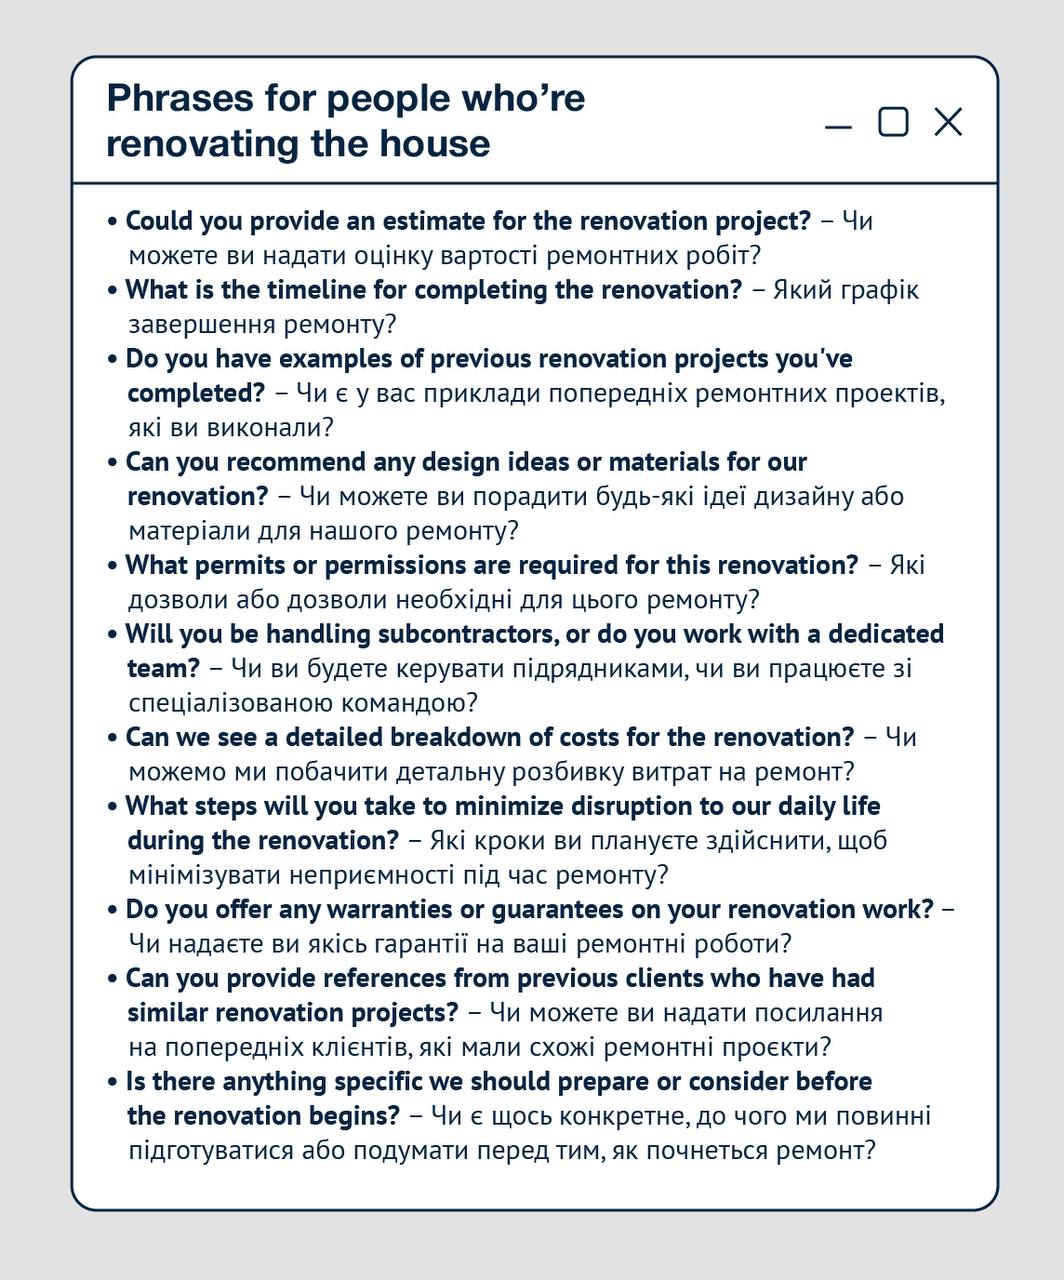 Phrases for people who’re
renovating the house
• Could you provide an estimate for the renovation project? – Чи
можете ви надати оцінку вартості ремонтних робіт?
• What is the timeline for completing the renovation? – Який графік
завершення ремонту?
• Do you have examples of previous renovation projects you've
completed? – Чи є у вас приклади попередніх ремонтних проектів,
які ви виконали?
• Can you recommend any design ideas or materials for our
renovation? – Чи можете ви порадити будь-які ідеї дизайну або
матеріали для нашого ремонту?
• What permits or permissions are required for this renovation? – Які
дозволи або дозволи необхідні для цього ремонту?
• Will you be handling subcontractors, or do you work with a dedicated
team? – Чи ви будете керувати підрядниками, чи ви працюєте зі
спеціалізованою командою?
• Can we see a detailed breakdown of costs for the renovation? – Чи
можемо ми побачити детальну розбивку витрат на ремонт?
• What steps will you take to minimize disruption to our daily life
during the renovation? – Які кроки ви плануєте здійснити, щоб
мінімізувати неприємності під час ремонту?
• Do you offer any warranties or guarantees on your renovation work? –
Чи надаєте ви якісь гарантії на ваші ремонтні роботи?
• Can you provide references from previous clients who have had
similar renovation projects? – Чи можете ви надати посилання
на попередніх клієнтів, які мали схожі ремонтні проєкти?
• Is there anything specific we should prepare or consider before
the renovation begins? – Чи є щось конкретне, до чого ми повинні
підготуватися або подумати перед тим, як почнеться ремонт?